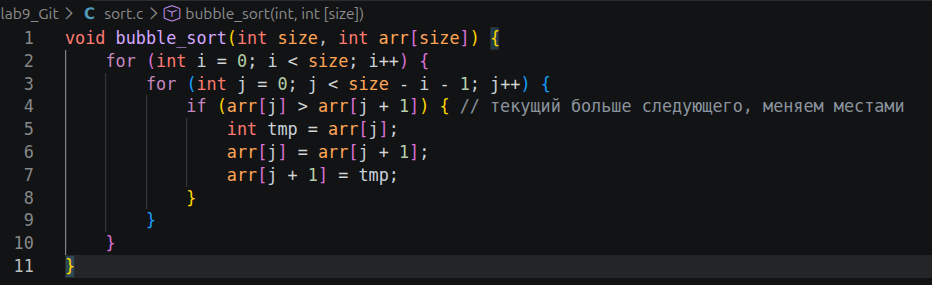 lab9_Git > C sort.c > bubble_sort(int, int [size])
1 void bubble_sort(int size, int arr[size]) {
2     for (int i = 0; i < size; i++) {
3         for (int j = 0; j < size - i - 1; j++) {
4             if (arr[j] > arr[j + 1]) { // текущий больше следующего, меняем местами
5                 int tmp = arr[j];
6                 arr[j] = arr[j + 1];
7                 arr[j + 1] = tmp;
8             }
9         }
10     }
11 }